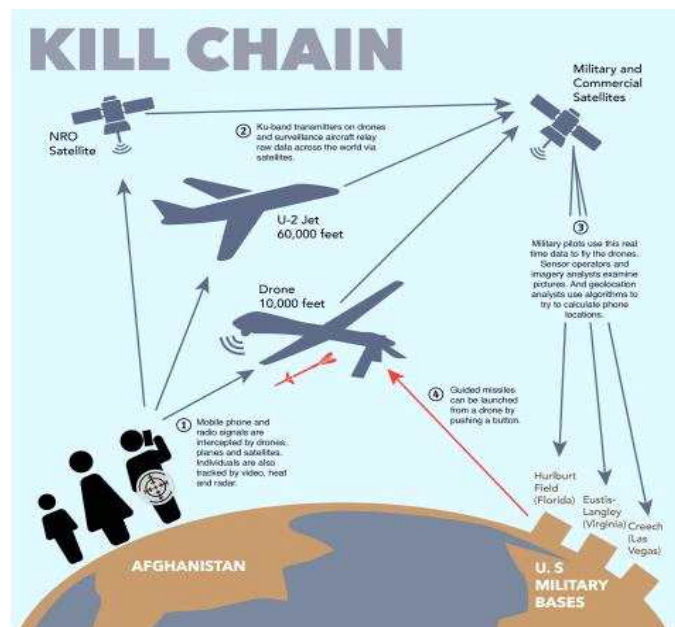 KILL CHAIN
NRO
Satellite
Military and
Commercial
Satellites
② Ku-band transmitters on drones
and surveillance aircraft relay
raw data across the world via
satellites.
U-2 Jet
60,000 feet
③
Military pilots use this real
time data to fly the drones.
Sensor operators and
imagery analysts examine
pictures. And geolocation
analysts use algorithms to
try to calculate phone
locations.
Drone
10,000 feet
④ Guided missiles
can be launched
from a drone by
pushing a button.
① Mobile phone and
radio signals are
intercepted by drones,
planes and satellites.
Individuals are also
tracked by video, heat
and radar.
Hurlburt
Field
(Florida)
Eustis-
Langley
(Virginia)
Creech
(Las
Vegas)
AFGHANISTAN
U. S
MILITARY
BASES